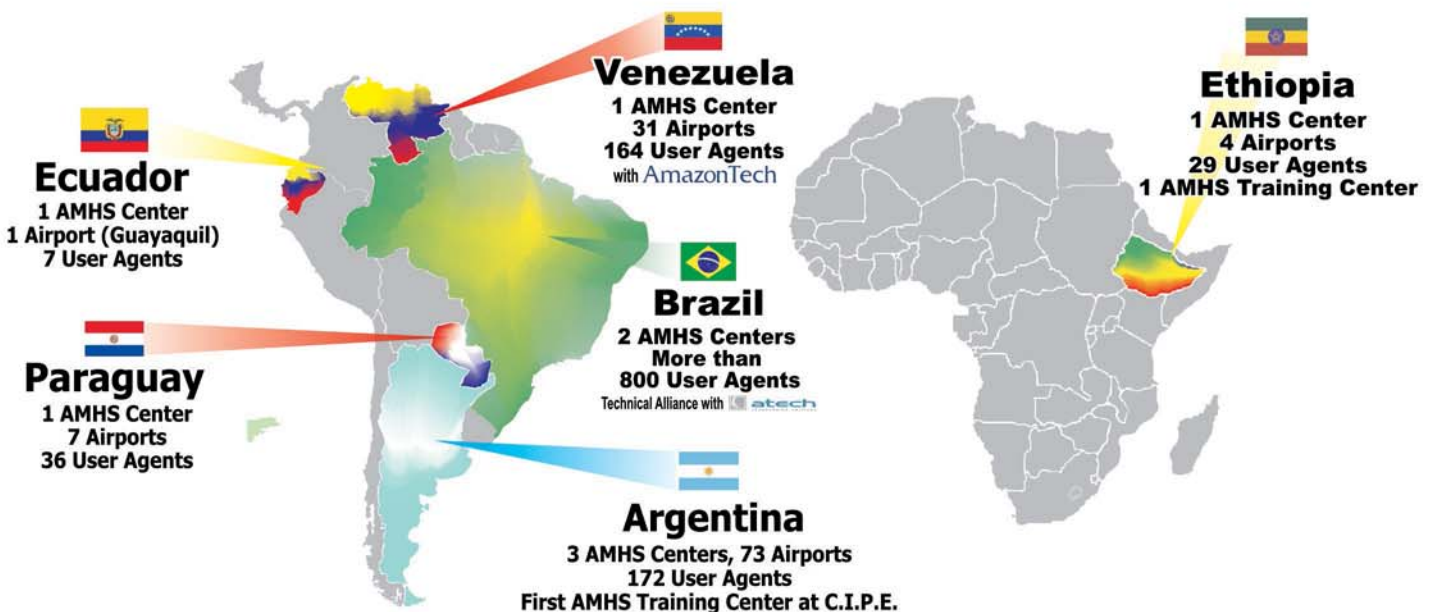 Venezuela
1 AMHS Center
31 Airports
164 User Agents
with AmazonTech
Ethiopia
1 AMHS Center
4 Airports
29 User Agents
1 AMHS Training Center
Ecuador
1 AMHS Center
1 Airport (Guayaquil)
7 User Agents
Brazil
2 AMHS Centers
More than
800 User Agents
Technical Alliance with atech
Paraguay
1 AMHS Center
7 Airports
36 User Agents
Argentina
3 AMHS Centers, 73 Airports
172 User Agents
First AMHS Training Center at C.I.P.E.